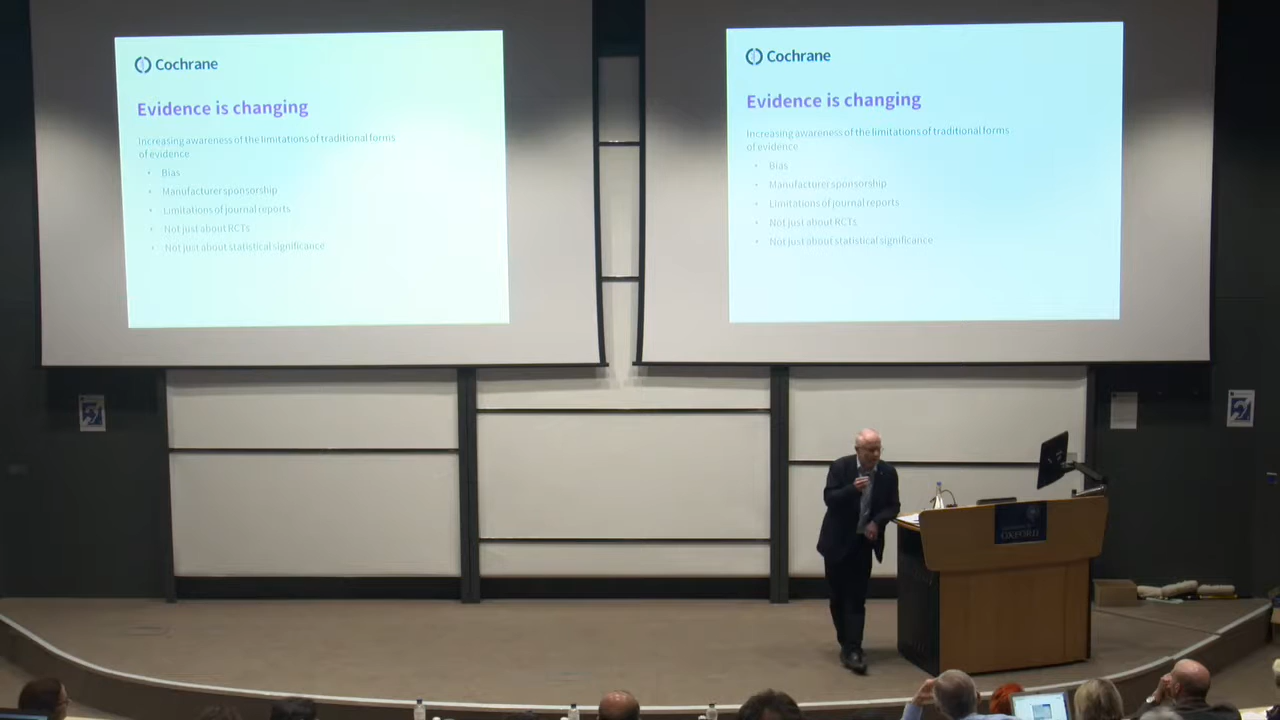 Cochrane
Evidence is changing
Increasing awareness of the limitations of traditional forms
of evidence
• Bias
• Manufacturer sponsorship
• Limitations of journal reports
• Not just about RCTs
• Not just about statistical significance
Cochrane
Evidence is changing
Increasing awareness of the limitations of traditional forms
of evidence
• Bias
• Manufacturer sponsorship
• Limitations of journal reports
• Not just about RCTs
• Not just about statistical significance
OXFORD